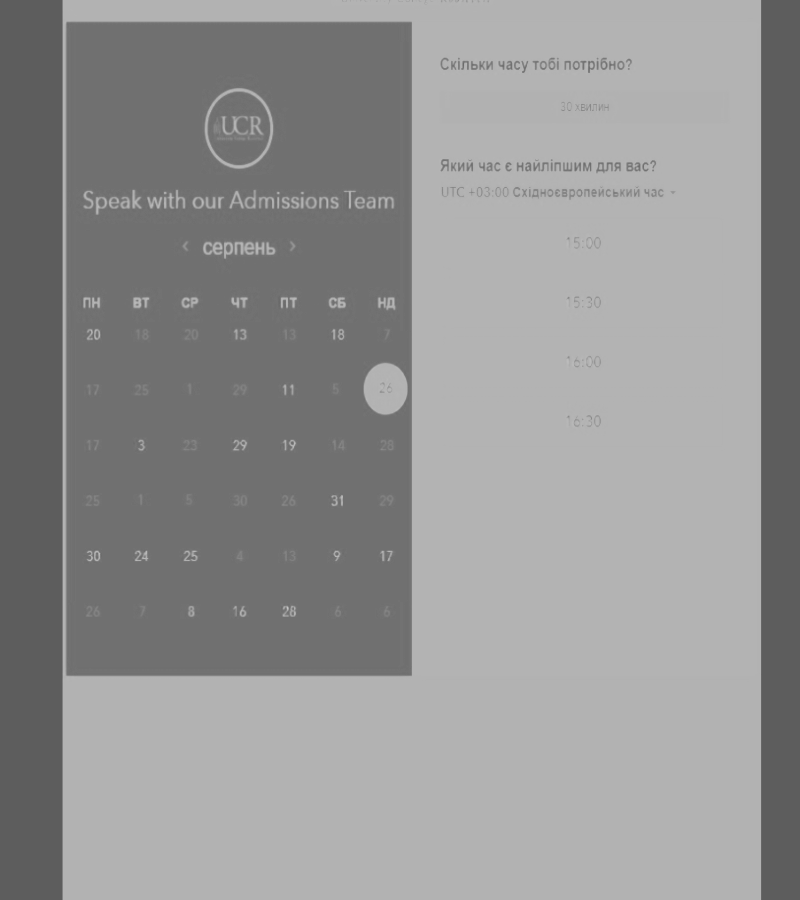 UCR
Speak with our Admissions Team
‹ серпень ›
ПН ВТ СР ЧТ ПТ СБ НД
20 18 20 13 13 18 7
17 25 1 29 11 5 26
17 3 23 29 19 14 28
25 1 5 30 26 31 29
30 24 25 4 13 9 17
26 7 8 16 28 6 6
Скільки часу тобі потрібно?
30 хвилин
Який час є найліпшим для вас?
UTC +03:00 Східноєвропейський час
15:00
15:30
16:00
16:30